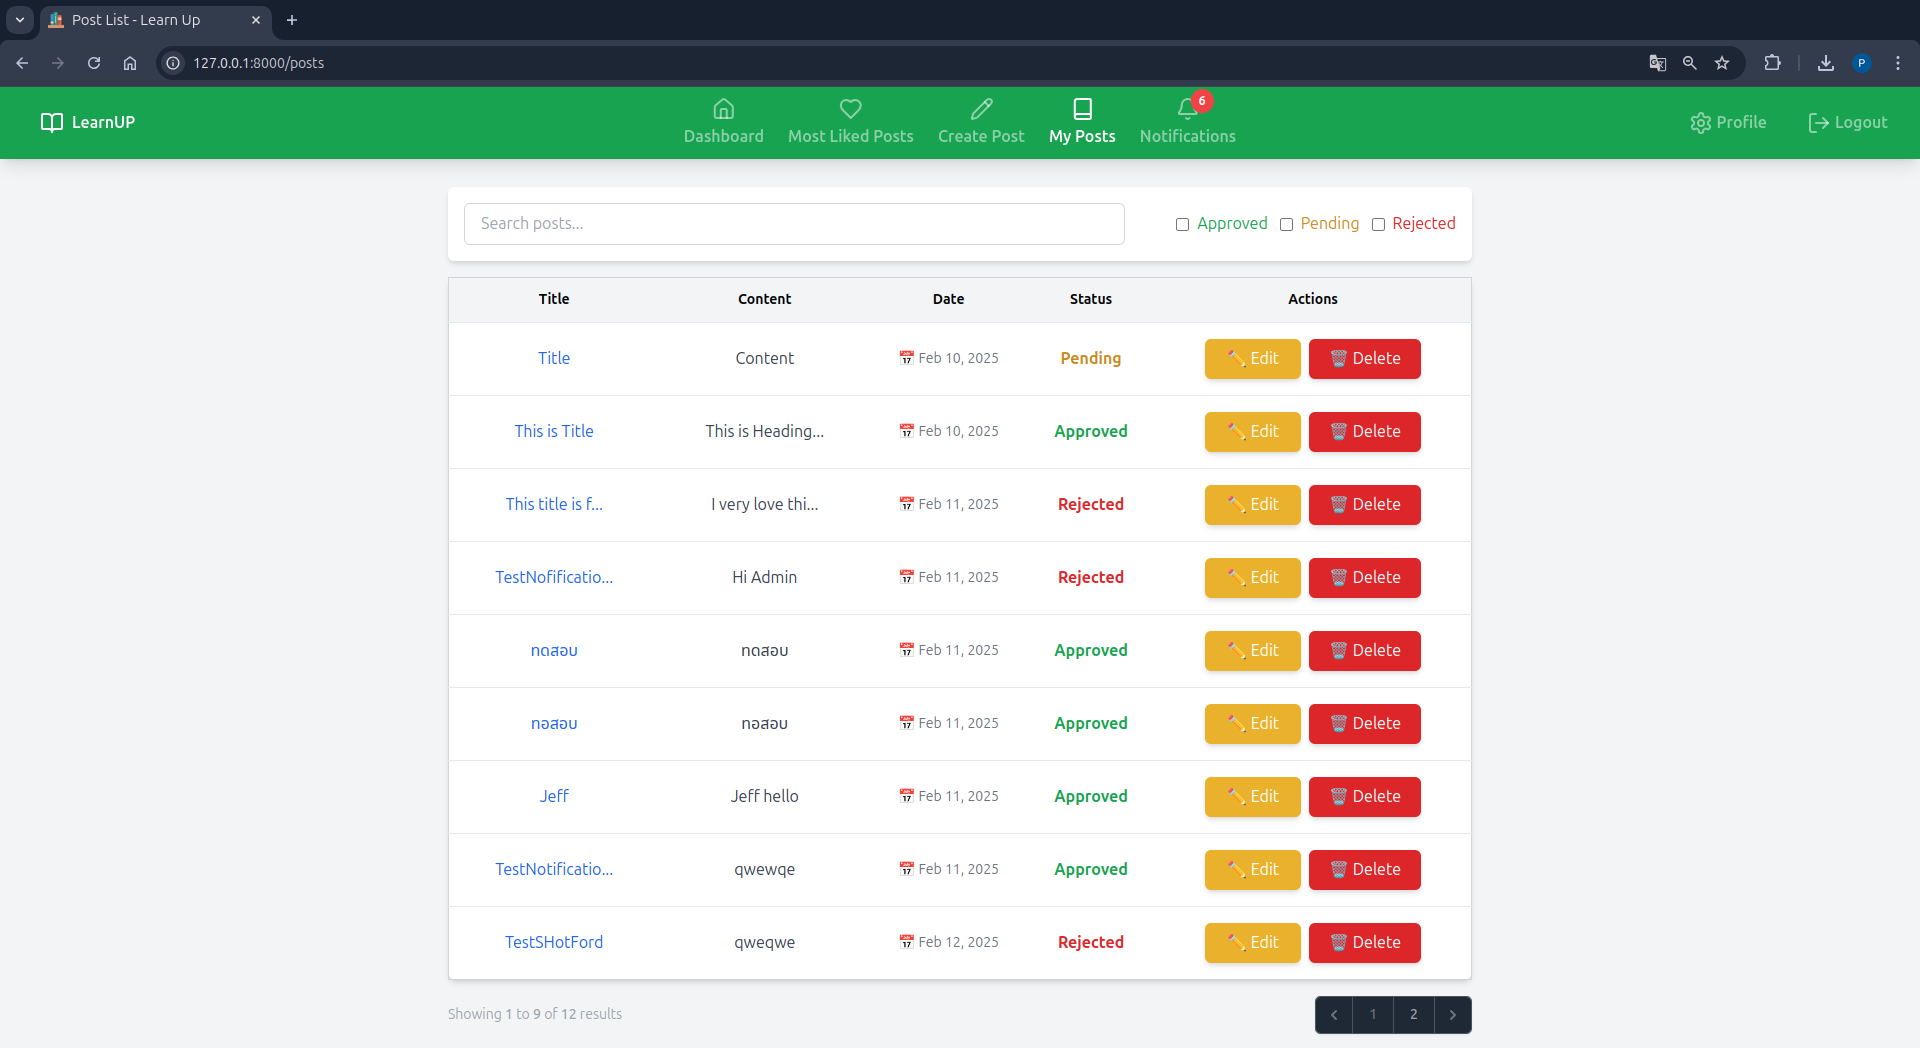 Post List - Learn Up
127.0.0.1:8000/posts
P
LearnUP
Dashboard
Most Liked Posts
Create Post
My Posts
6
Notifications
Profile
Logout
Search posts...
Approved
Pending
Rejected
Title Content Date Status Actions
Title Content Feb 10, 2025 Pending Edit Delete
This is Title This is Heading... Feb 10, 2025 Approved Edit Delete
This title is f... I very love thi... Feb 11, 2025 Rejected Edit Delete
TestNofificatio... Hi Admin Feb 11, 2025 Rejected Edit Delete
ทดสอบ ทดสอบ Feb 11, 2025 Approved Edit Delete
ทอสอบ ทอสอบ Feb 11, 2025 Approved Edit Delete
Jeff Jeff hello Feb 11, 2025 Approved Edit Delete
TestNotificatio... qwewqe Feb 11, 2025 Approved Edit Delete
TestSHotFord qweqwe Feb 12, 2025 Rejected Edit Delete
Showing 1 to 9 of 12 results
1 2